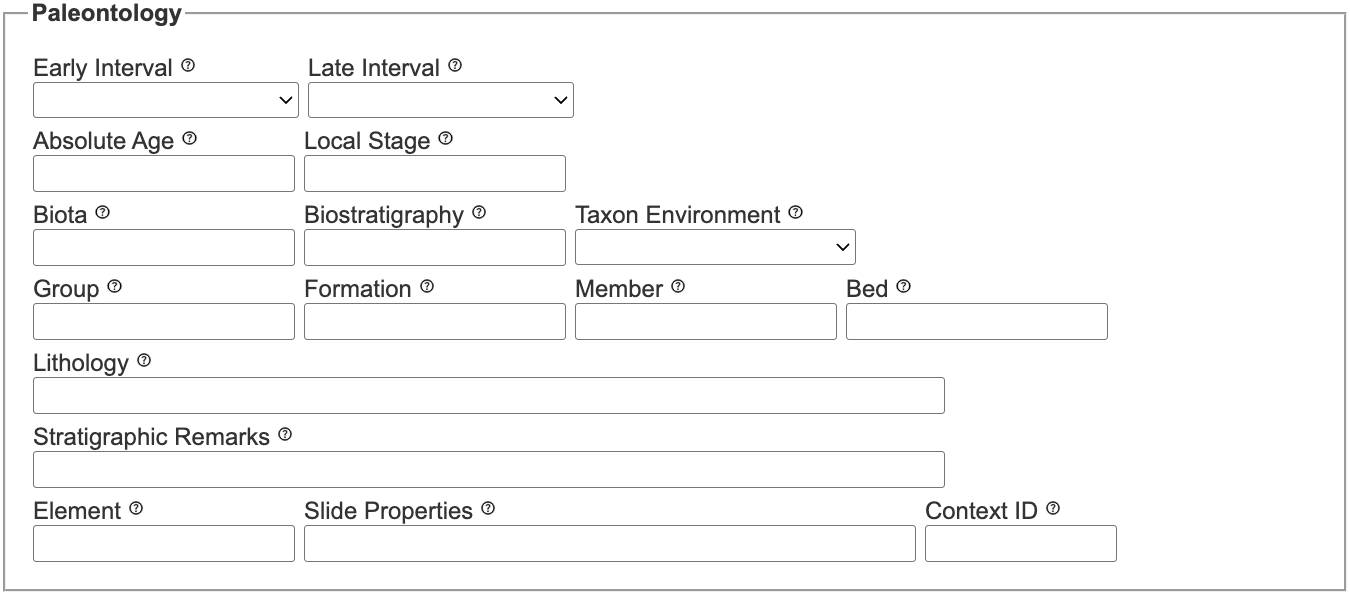 Paleontology
Early Interval ? Late Interval ?
Absolute Age ? Local Stage ?
Biota ? Biostratigraphy ? Taxon Environment ?
Group ? Formation ? Member ? Bed ?
Lithology ?
Stratigraphic Remarks ?
Element ? Slide Properties ? Context ID ?